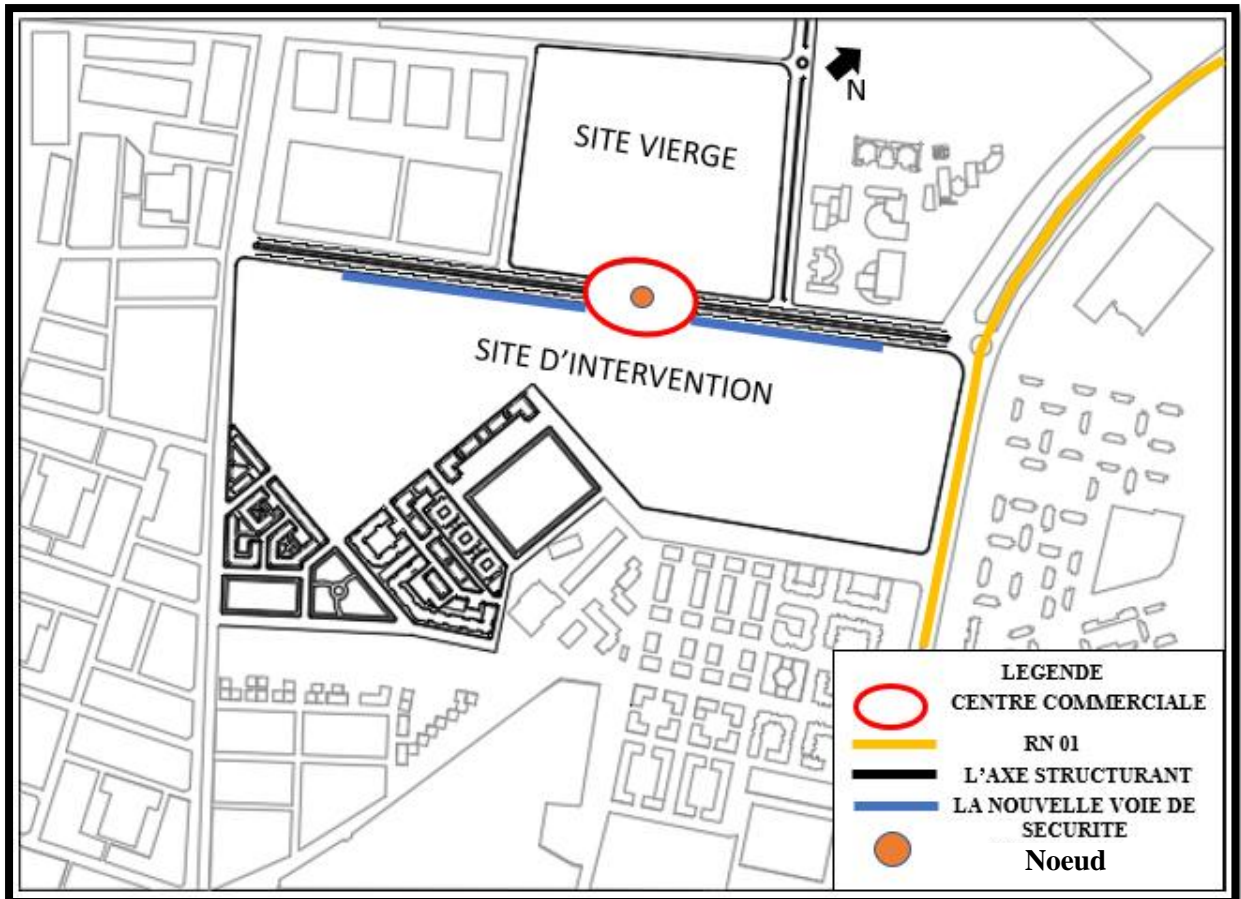 N
SITE VIERGE
SITE D'INTERVENTION
LEGENDE
CENTRE COMMERCIALE
RN 01
L'AXE STRUCTURANT
LA NOUVELLE VOIE DE
SECURITE
Noeud